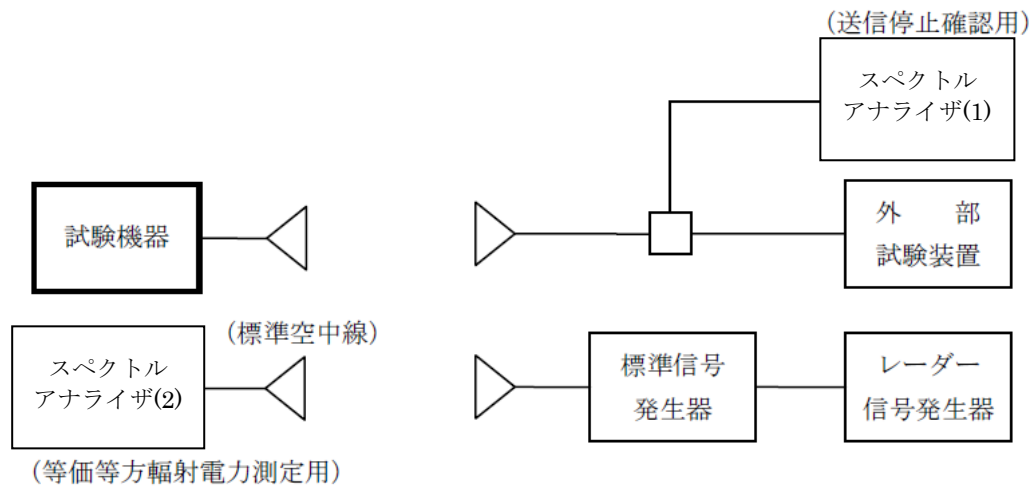 （送信停止確認用）
スペクトル
アナライザ(1)
試験機器
外　部
試験装置
（標準空中線）
スペクトル
アナライザ(2)
標準信号
発生器
レーダー
信号発生器
（等価等方輻射電力測定用）